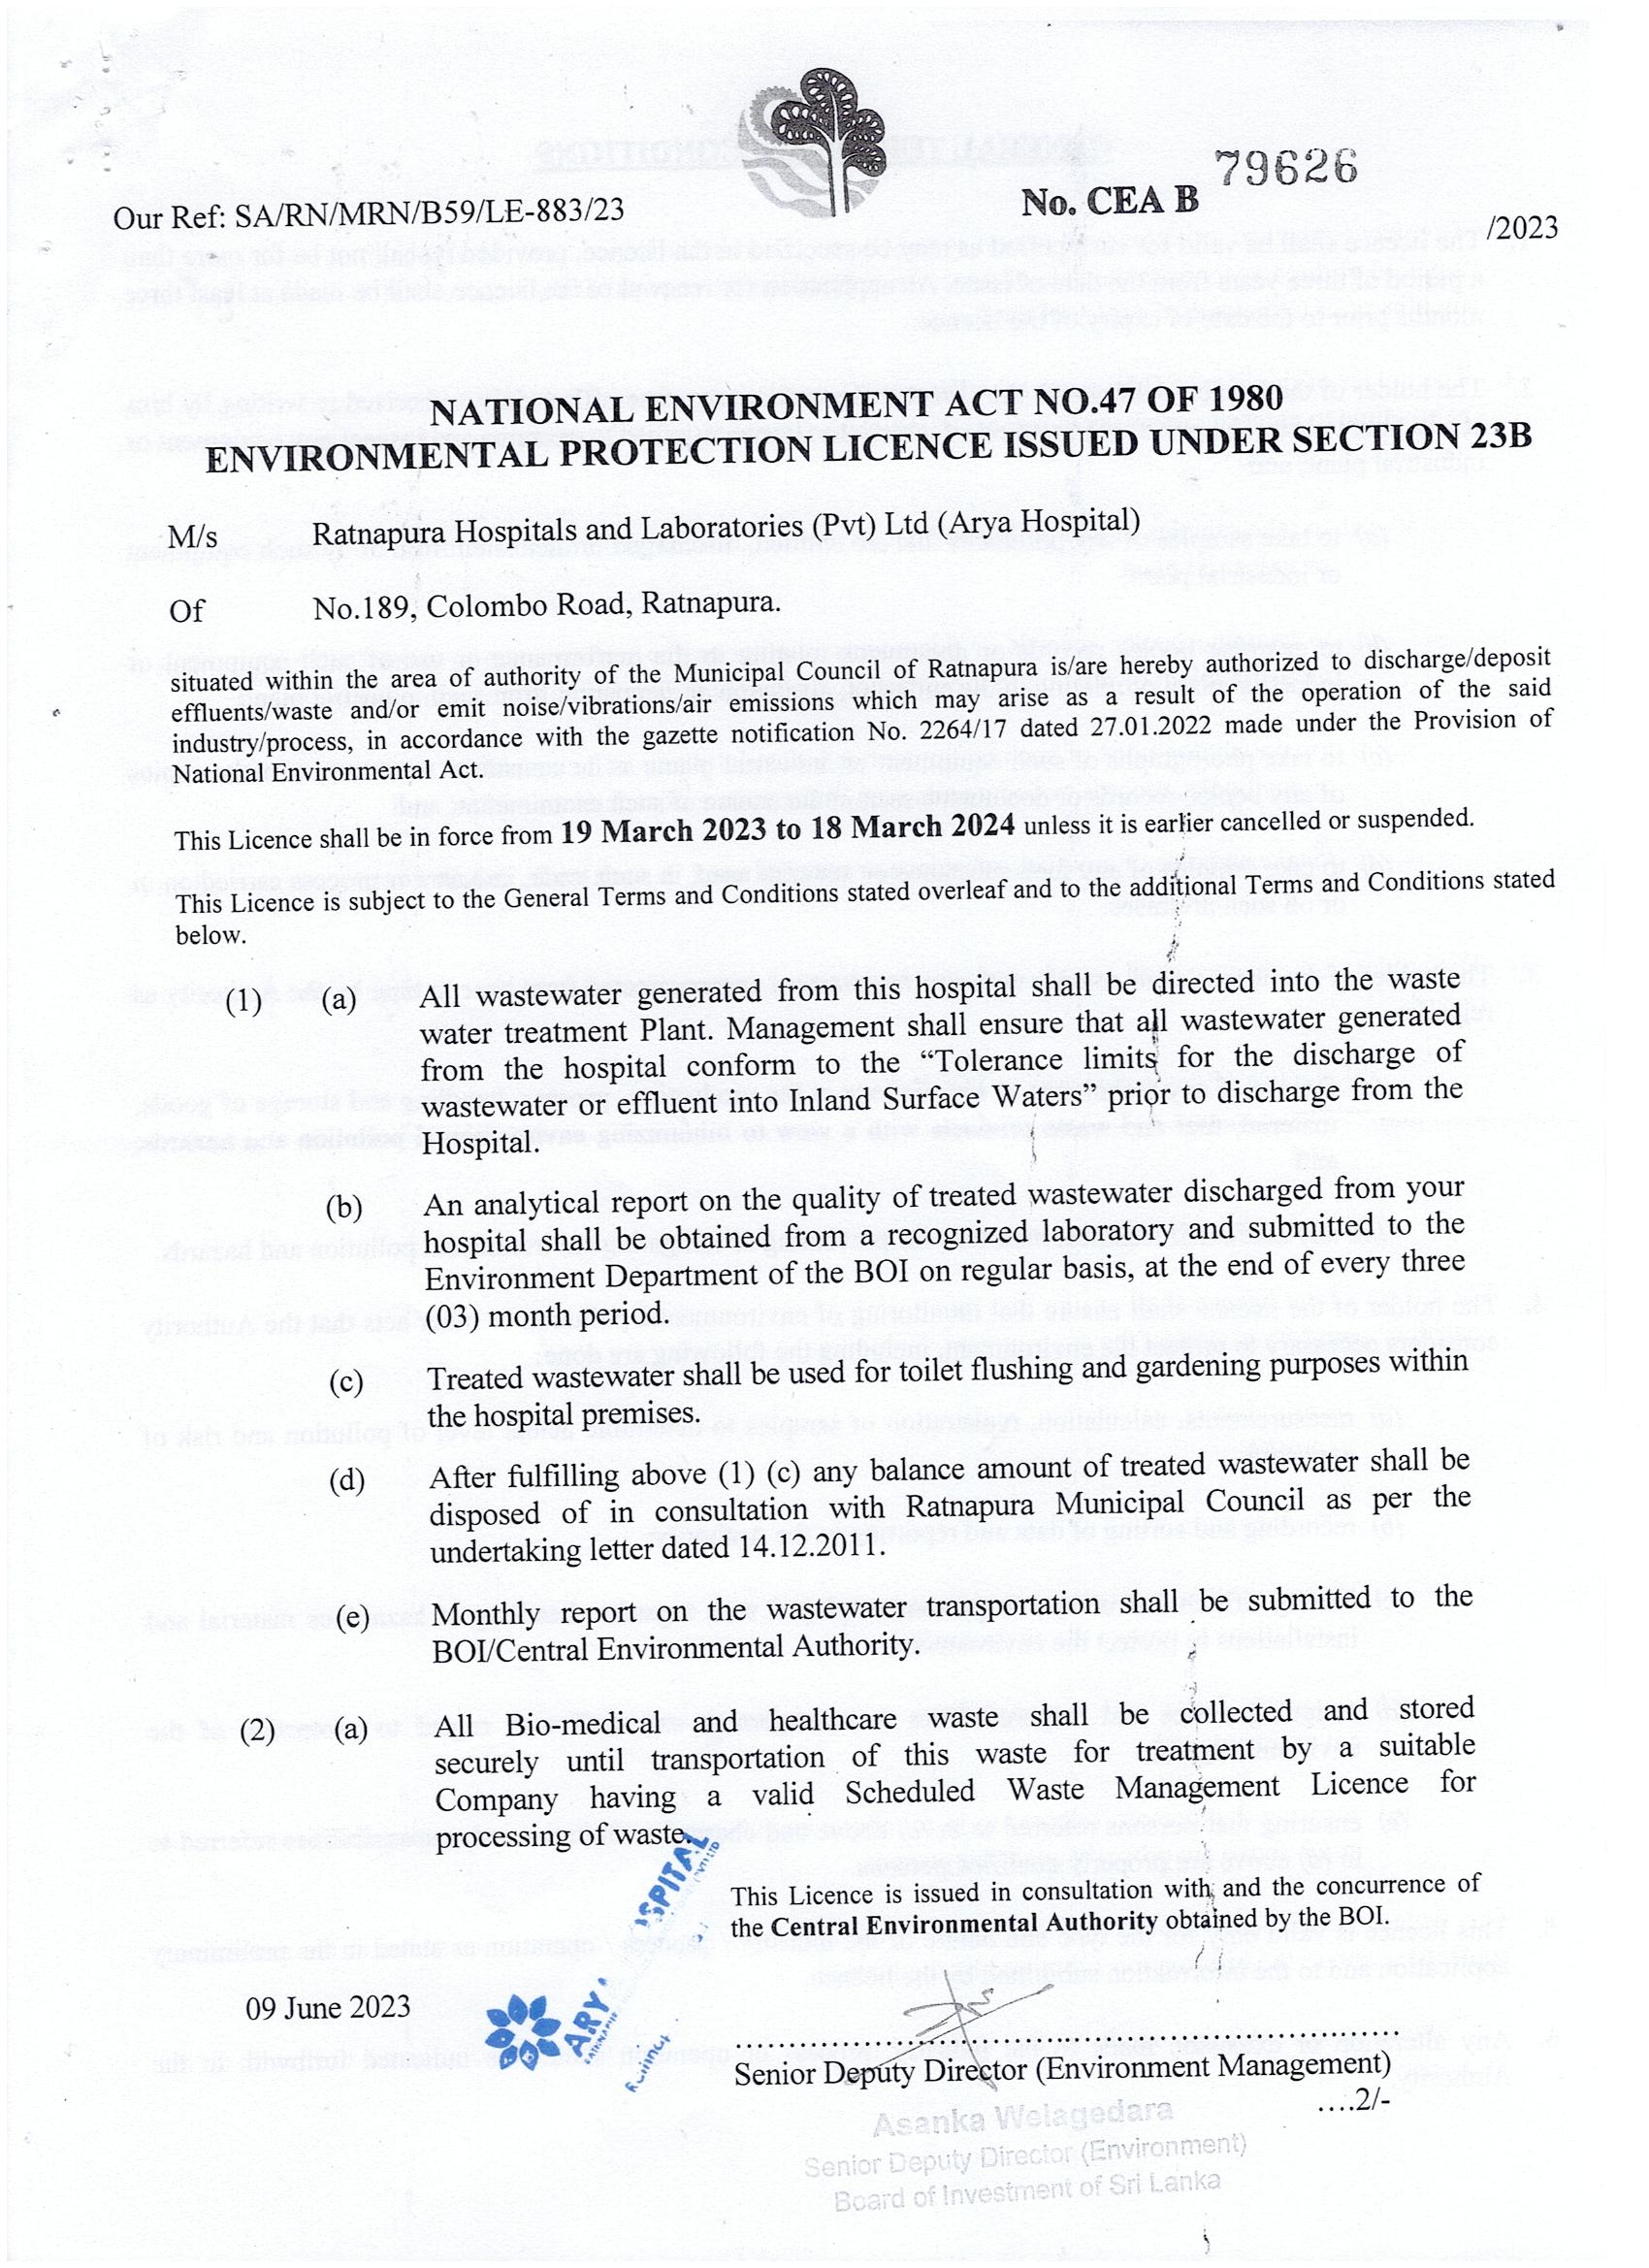 Our Ref: SA/RN/MRN/B59/LE-883/23
No. CEA B 79626
/2023
NATIONAL ENVIRONMENT ACT NO.47 OF 1980
ENVIRONMENTAL PROTECTION LICENCE ISSUED UNDER SECTION 23B
M/s Ratnapura Hospitals and Laboratories (Pvt) Ltd (Arya Hospital)
Of No.189, Colombo Road, Ratnapura.
situated within the area of authority of the Municipal Council of Ratnapura is/are hereby authorized to discharge/deposit
effluents/waste and/or emit noise/vibrations/air emissions which may arise as a result of the operation of the said
industry/process, in accordance with the gazette notification No. 2264/17 dated 27.01.2022 made under the Provision of
National Environmental Act.
This Licence shall be in force from 19 March 2023 to 18 March 2024 unless it is earlier cancelled or suspended.
This Licence is subject to the General Terms and Conditions stated overleaf and to the additional Terms and Conditions stated
below.
(1) (a) All wastewater generated from this hospital shall be directed into the waste
water treatment Plant. Management shall ensure that all wastewater generated
from the hospital conform to the “Tolerance limits for the discharge of
wastewater or effluent into Inland Surface Waters” prior to discharge from the
Hospital.
(b) An analytical report on the quality of treated wastewater discharged from your
hospital shall be obtained from a recognized laboratory and submitted to the
Environment Department of the BOI on regular basis, at the end of every three
(03) month period.
(c) Treated wastewater shall be used for toilet flushing and gardening purposes within
the hospital premises.
(d) After fulfilling above (1) (c) any balance amount of treated wastewater shall be
disposed of in consultation with Ratnapura Municipal Council as per the
undertaking letter dated 14.12.2011.
(e) Monthly report on the wastewater transportation shall be submitted to the
BOI/Central Environmental Authority.
(2) (a) All Bio-medical and healthcare waste shall be collected and stored
securely until transportation of this waste for treatment by a suitable
Company having a valid Scheduled Waste Management Licence for
processing of waste.
This Licence is issued in consultation with and the concurrence of
the Central Environmental Authority obtained by the BOI.
09 June 2023
Senior Deputy Director (Environment Management)
....2/-
Asanka Welagedara
Senior Deputy Director (Environment)
Board of Investment of Sri Lanka